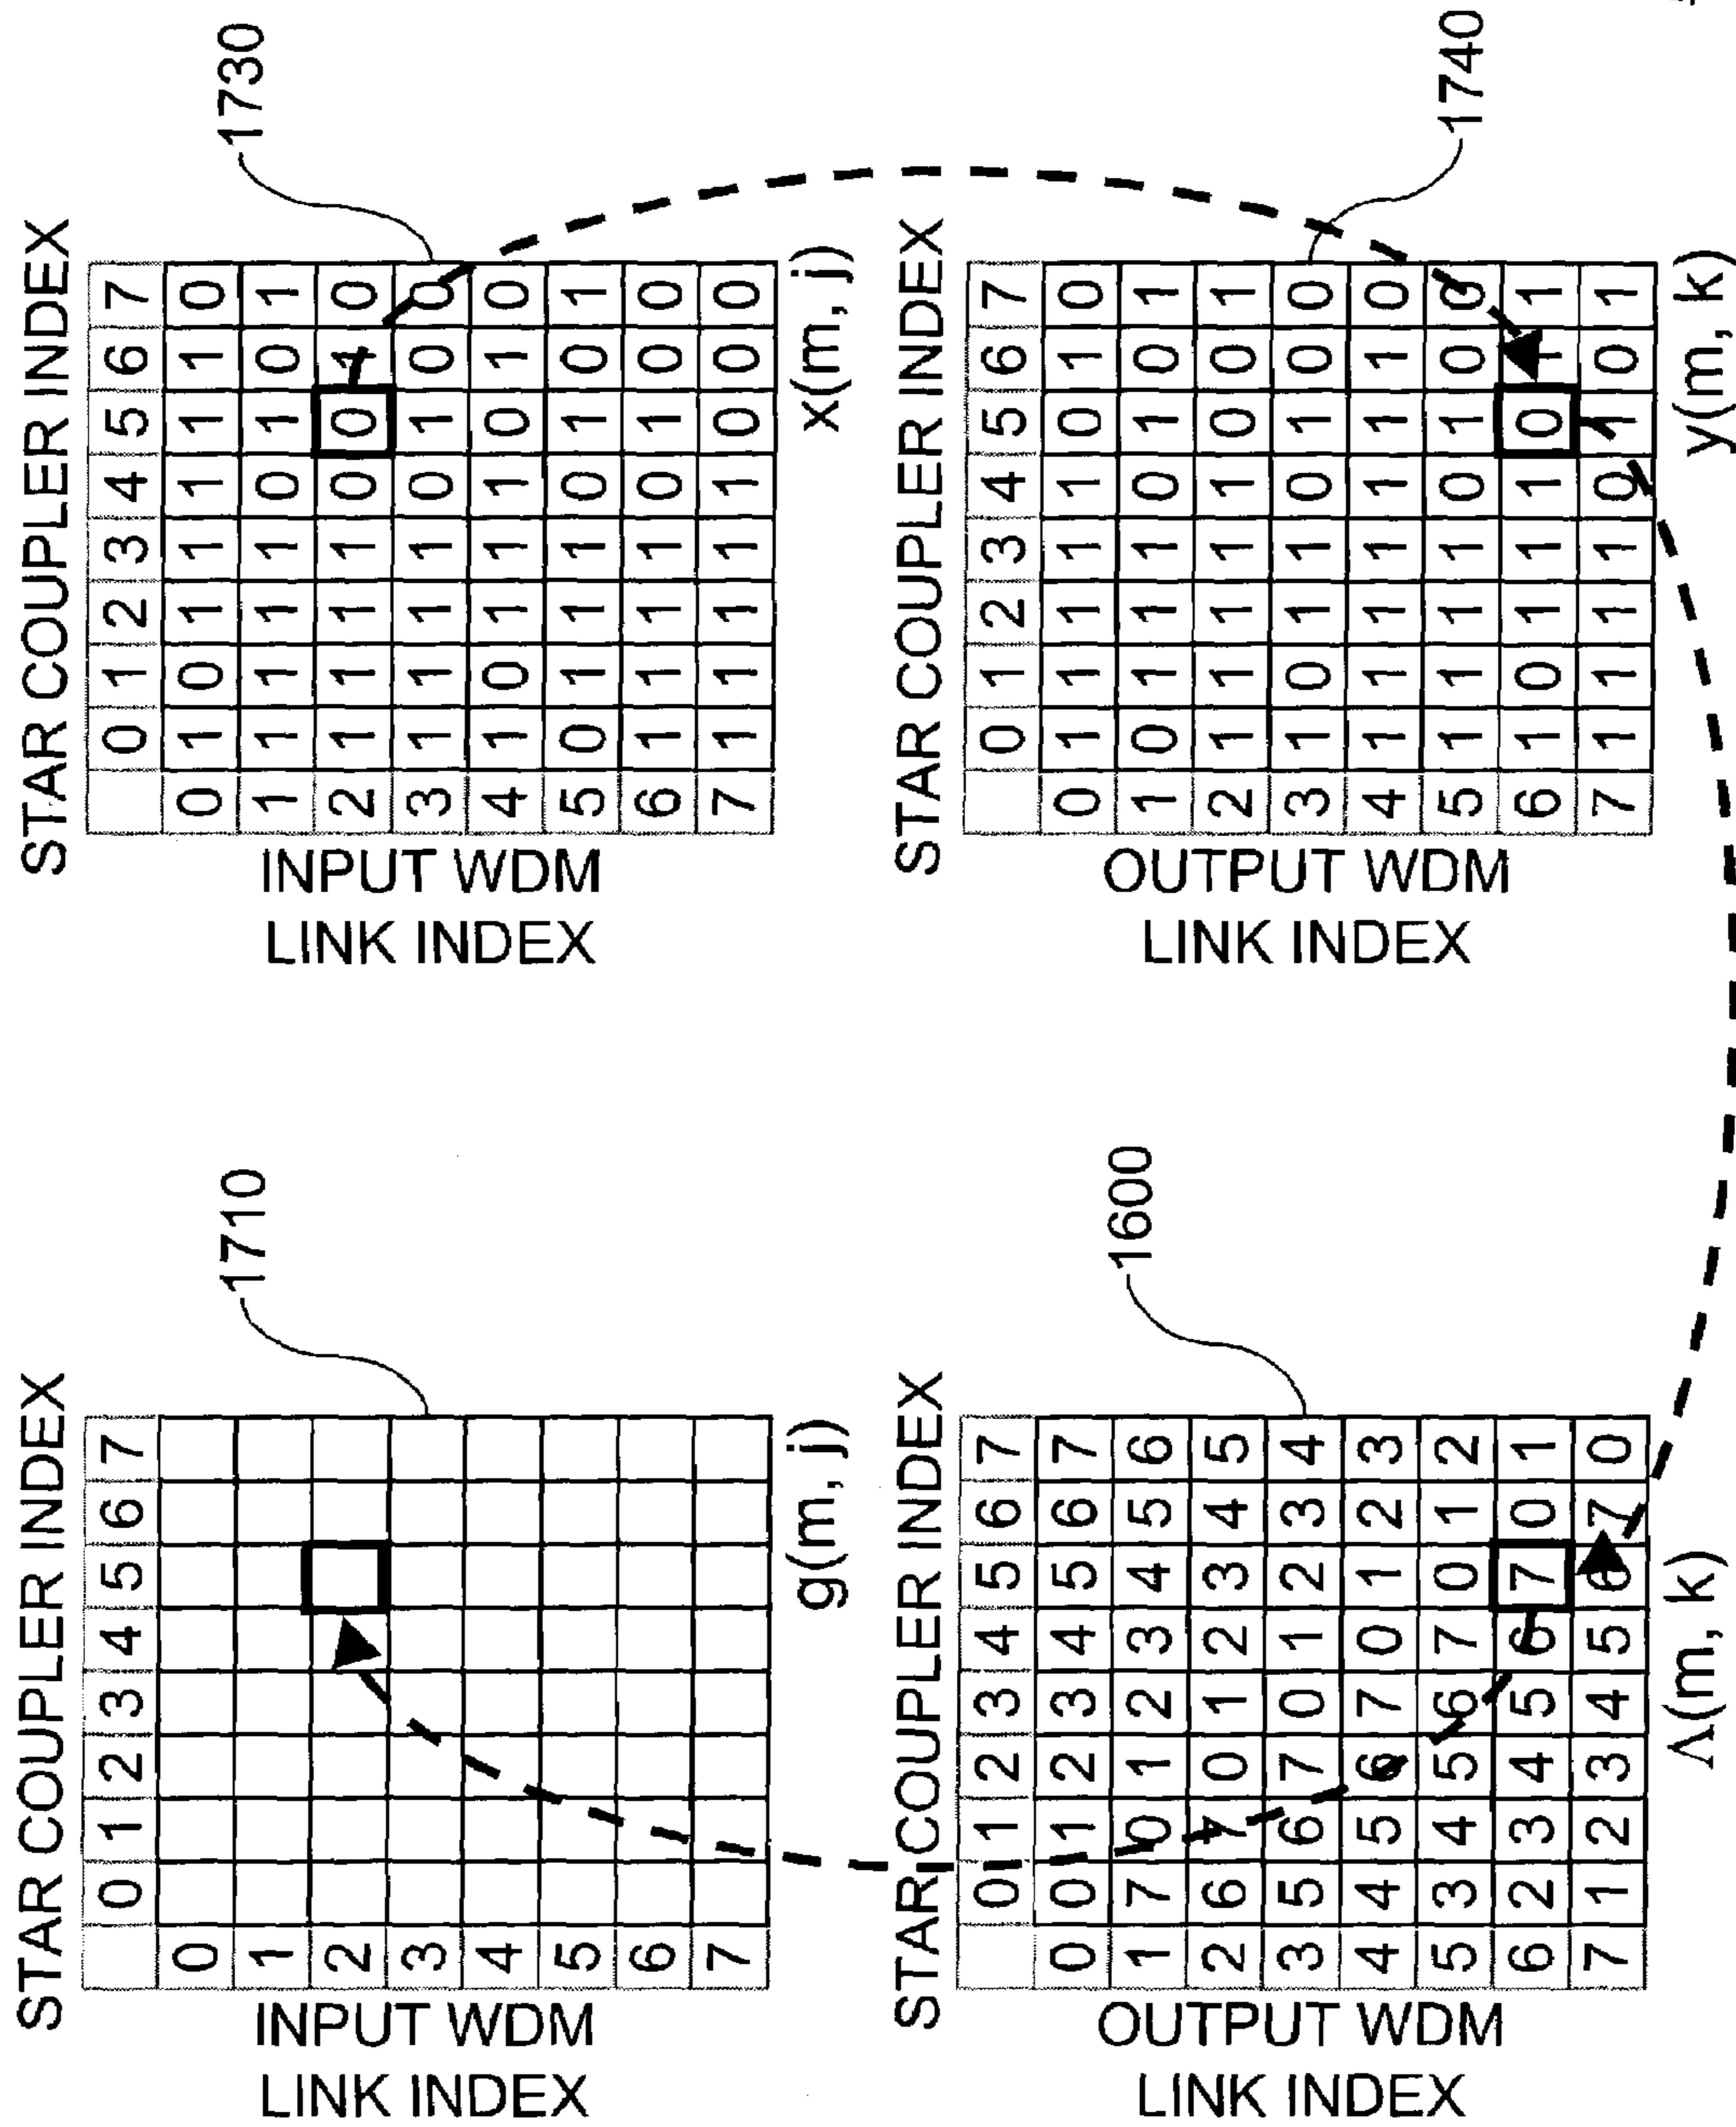 STAR COUPLER INDEX
0 1 2 3 4 5 6 7
INPUT WDM
LINK INDEX
0
1
2
3
4
5
6
7
g(m, j)
1710
STAR COUPLER INDEX
0 1 2 3 4 5 6 7
INPUT WDM
LINK INDEX
0 1 0 1 1 1 1 1 0
1 1 1 1 1 0 1 0 1
2 1 1 1 1 0 0 1 0
3 1 1 1 1 0 1 0 0
4 1 0 1 1 1 0 1 0
5 0 1 1 1 0 1 0 1
6 1 1 1 1 0 1 0 0
7 1 1 1 1 1 0 0 0
x(m, j)
1730
STAR COUPLER INDEX
0 1 2 3 4 5 6 7
OUTPUT WDM
LINK INDEX
0 0 1 2 3 4 5 6 7
1 7 0 1 2 3 4 5 6
2 6 7 0 1 2 3 4 5
3 5 6 7 0 1 2 3 4
4 4 5 6 7 0 1 2 3
5 3 4 5 6 7 0 1 2
6 2 3 4 5 6 7 0 1
7 1 2 3 4 5 6 7 0
Λ(m, k)
1600
STAR COUPLER INDEX
0 1 2 3 4 5 6 7
OUTPUT WDM
LINK INDEX
0 1 1 1 1 1 0 1 0
1 0 1 1 1 0 1 0 1
2 1 1 1 1 1 0 0 1
3 1 0 1 1 0 1 0 0
4 1 1 1 1 1 1 1 0
5 1 1 1 1 0 1 0 0
6 1 0 1 1 1 0 1 1
7 1 1 1 1 0 1 0 1
y(m, k)
1740